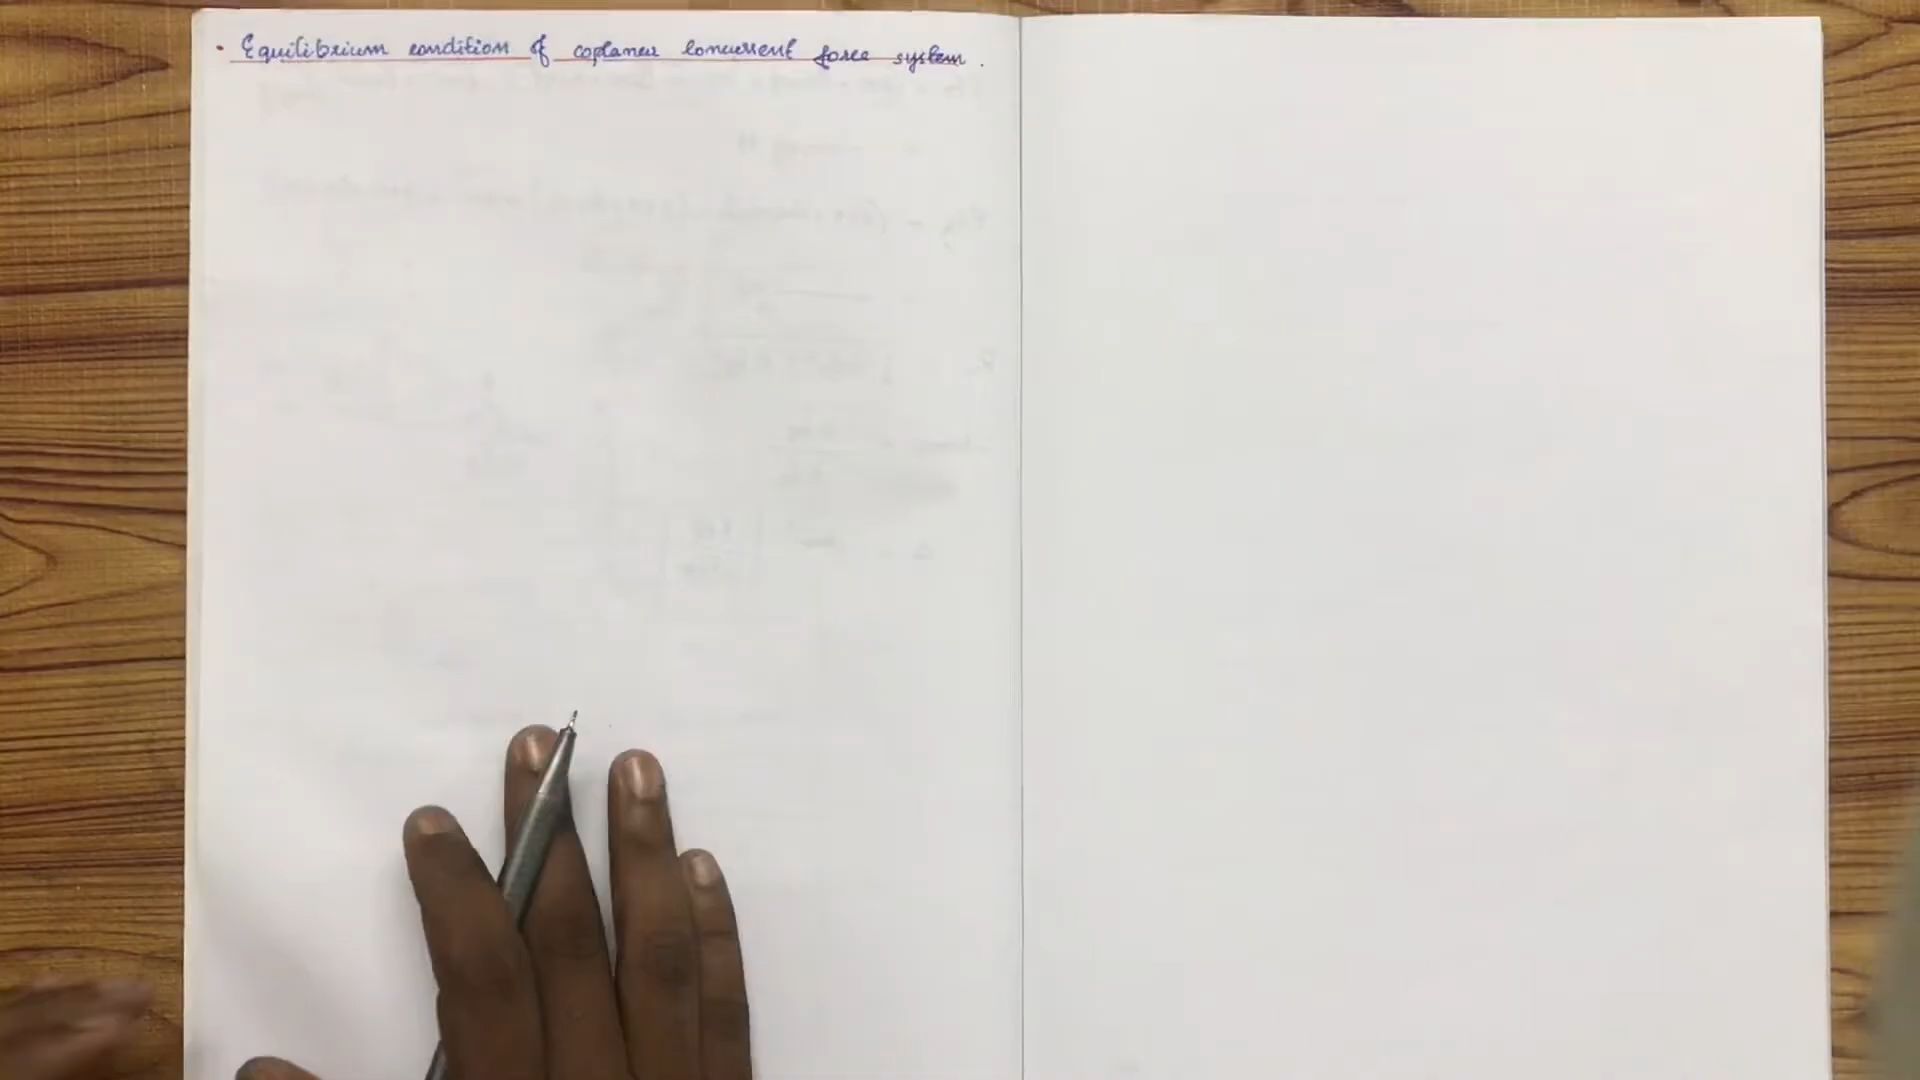 • Equilibrium condition of coplanar concurrent force system .